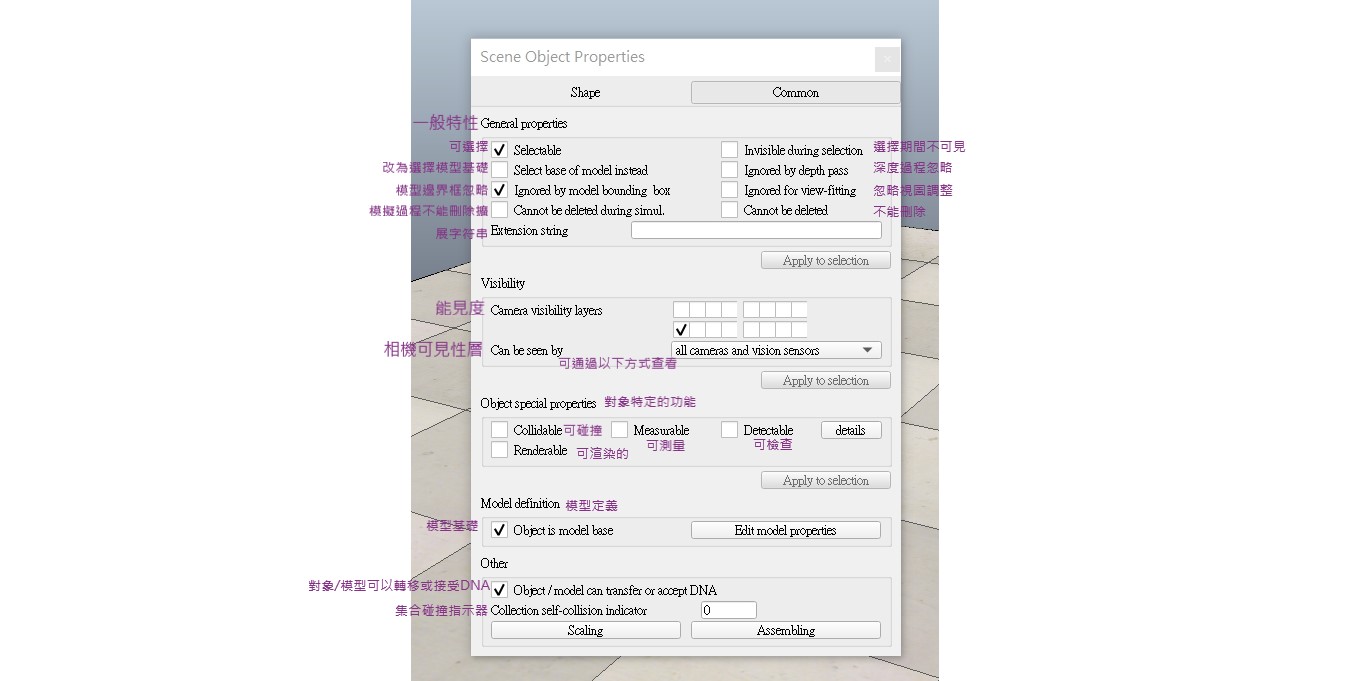 Scene Object Properties
Shape
Common
一般特性
General properties
可選擇
Selectable
Invisible during selection
選擇期間不可見
改為選擇模型基礎
Select base of model instead
Ignored by depth pass
深度過程忽略
模型邊界框忽略
Ignored by model bounding box
Ignored for view-fitting
忽略視圖調整
模擬過程不能刪除擴
Cannot be deleted during simul.
Cannot be deleted
不能刪除
展字符串
Extension string
Apply to selection
Visibility
能見度
Camera visibility layers
相機可見性層
Can be seen by
all cameras and vision sensors
可通過以下方式查看
Apply to selection
Object special properties
對象特定的功能
Collidable
可碰撞
Measurable
可測量
Detectable
可檢查
details
Renderable
可渲染的
Apply to selection
Model definition
模型定義
模型基礎
Object is model base
Edit model properties
Other
對象/模型可以轉移或接受DNA
Object / model can transfer or accept DNA
集合碰撞指示器
Collection self-collision indicator
0
Scaling
Assembling